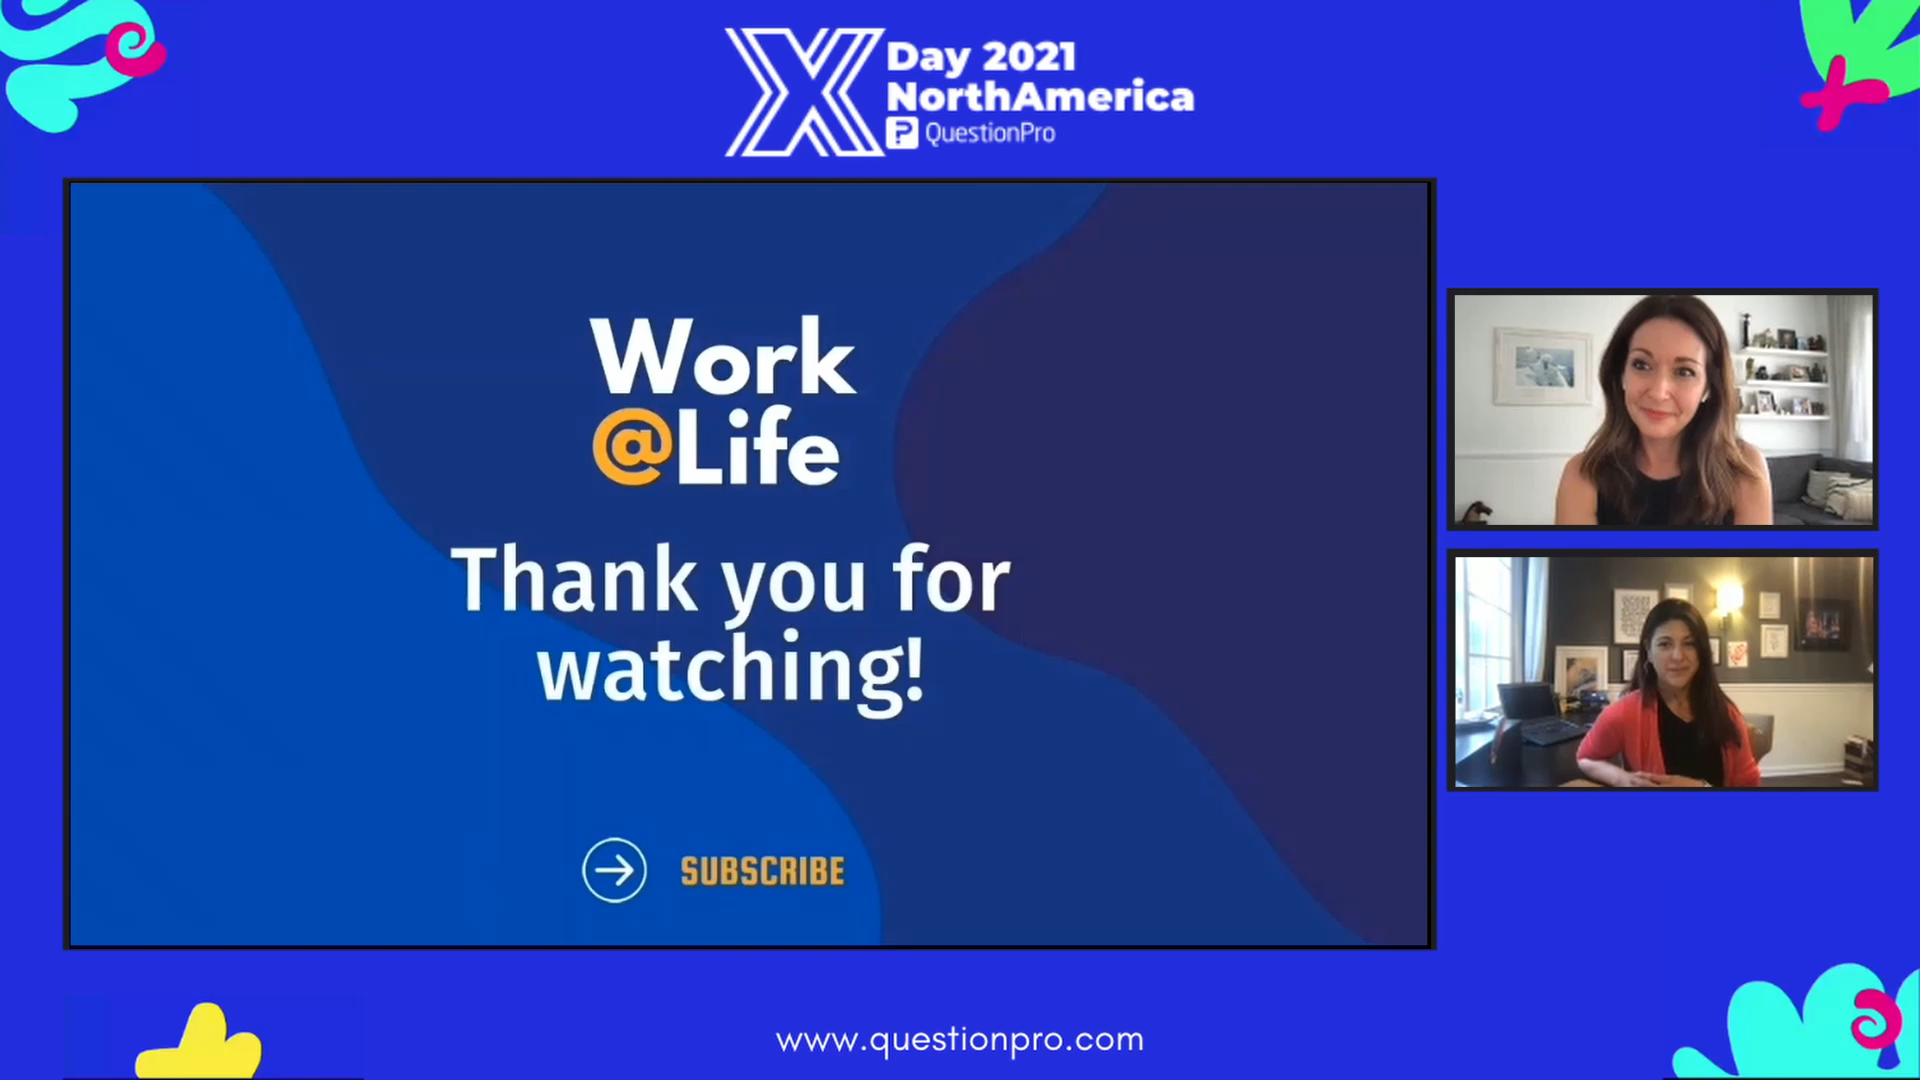 Day 2021
NorthAmerica
QuestionPro
Work
@Life
Thank you for
watching!
SUBSCRIBE
www.questionpro.com